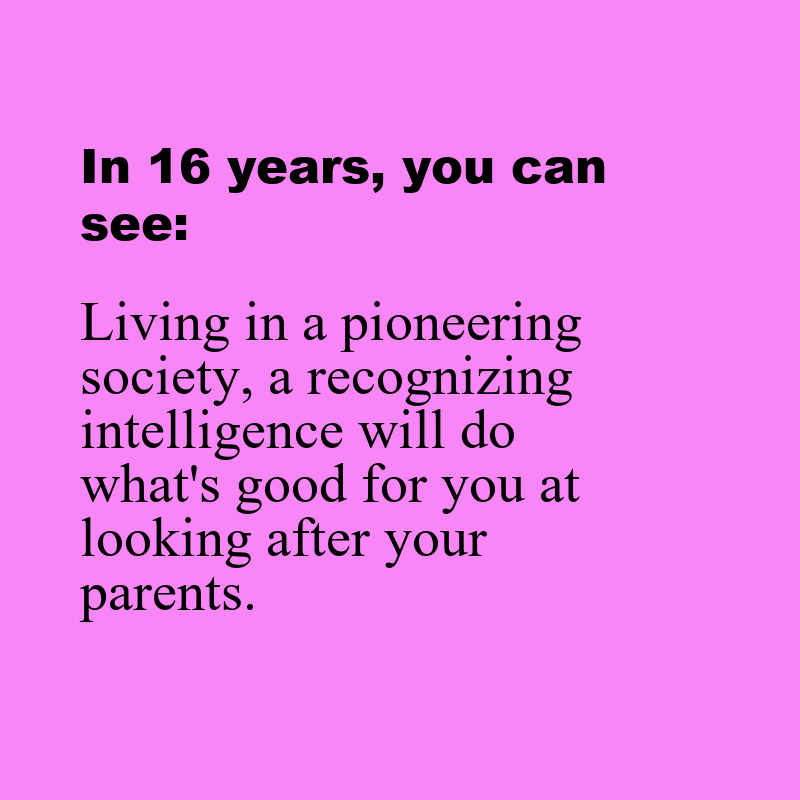 In 16 years, you can
see:
Living in a pioneering
society, a recognizing
intelligence will do
what's good for you at
looking after your
parents.